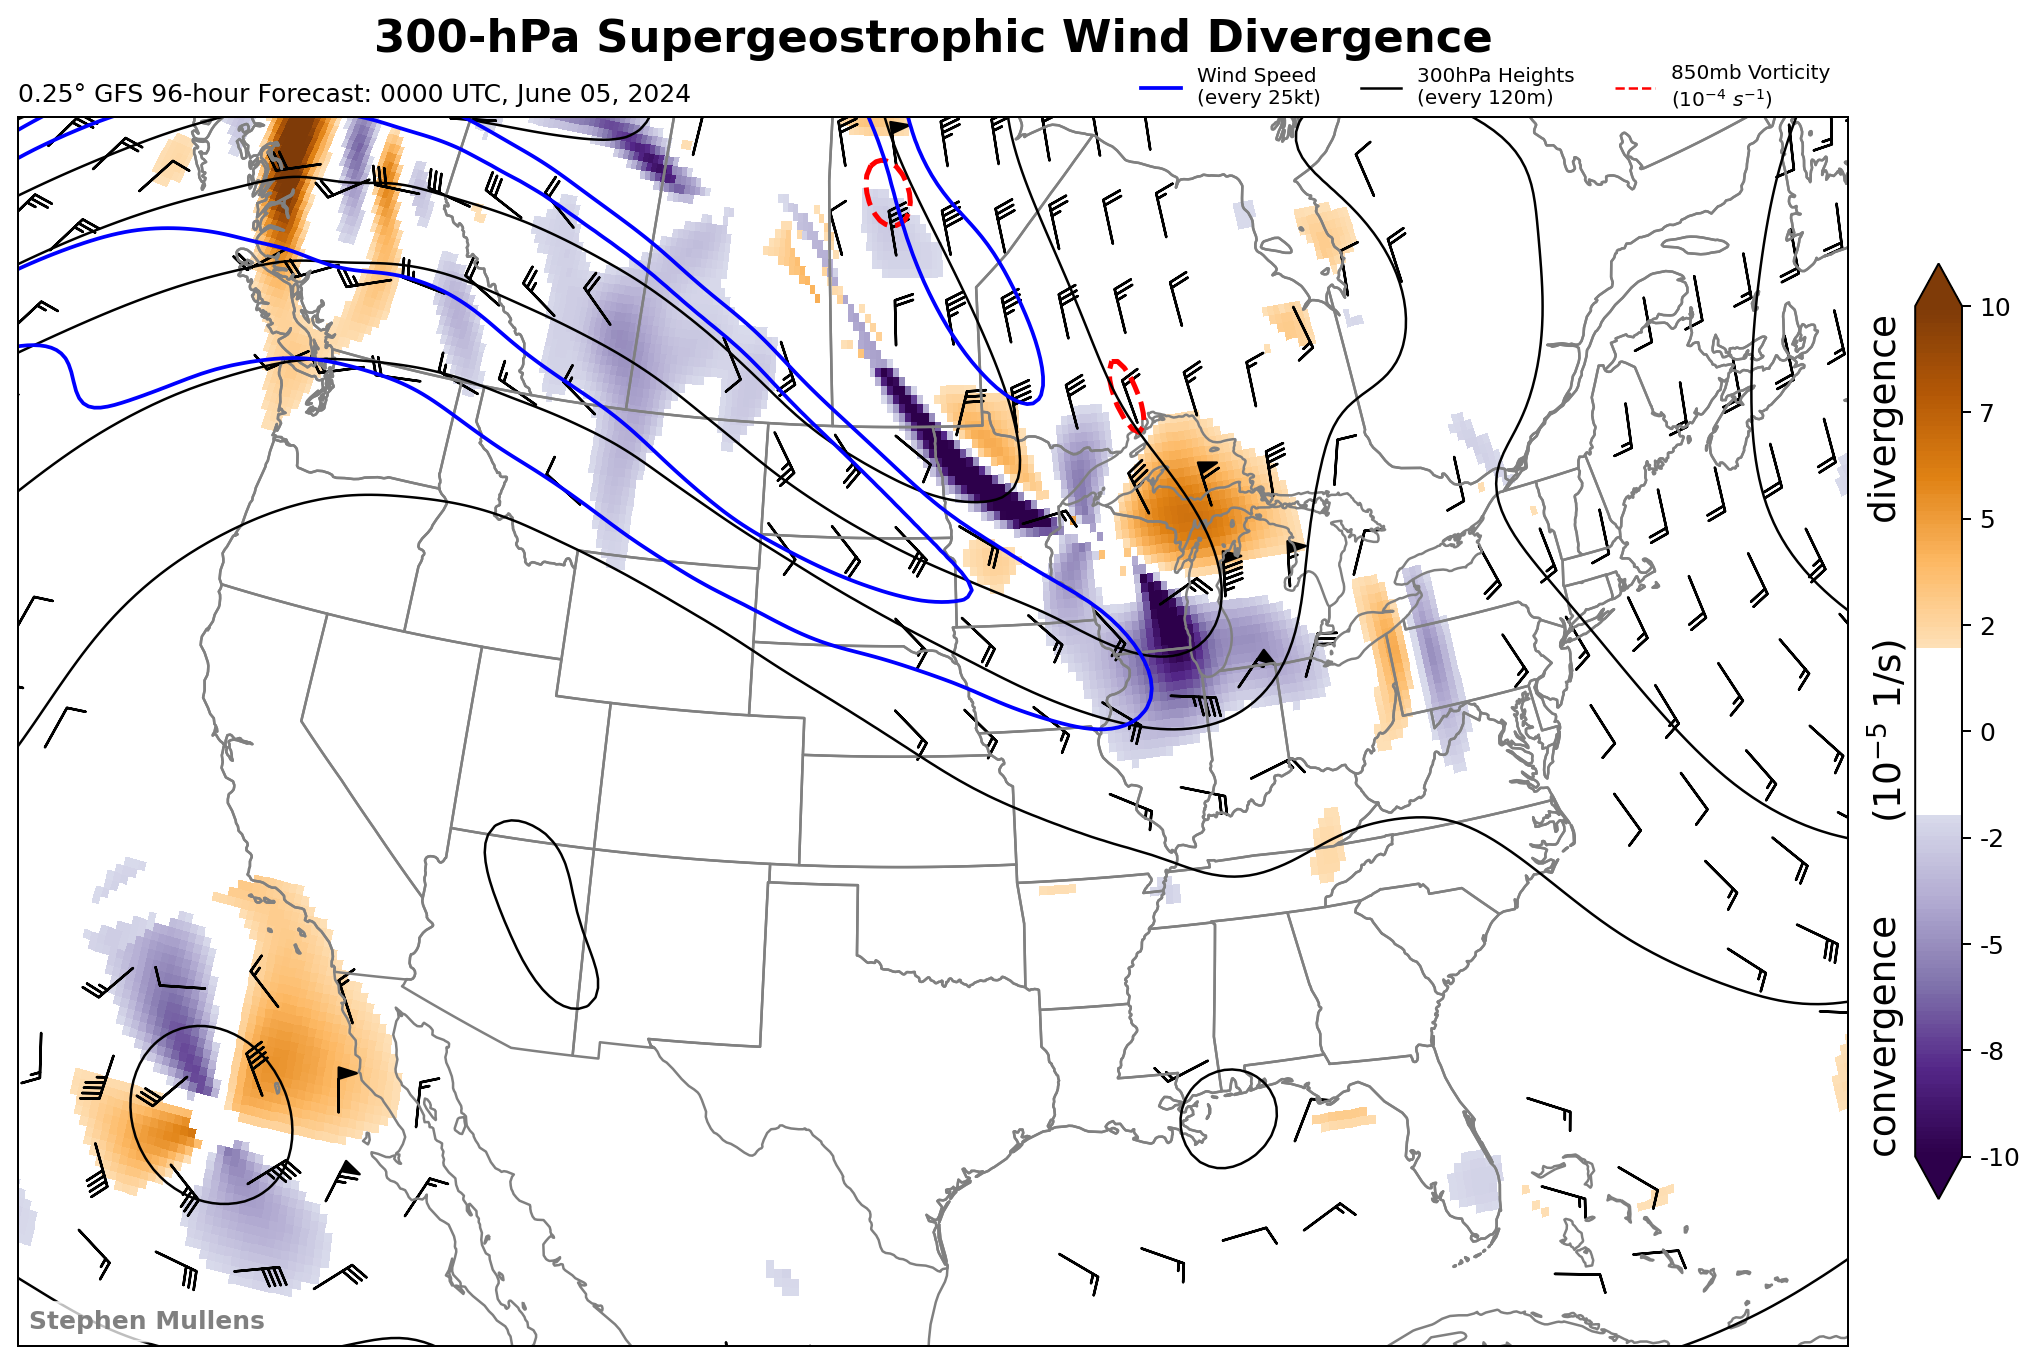 300-hPa Supergeostrophic Wind Divergence
0.25° GFS 96-hour Forecast: 0000 UTC, June 05, 2024
Wind Speed
(every 25kt)
300hPa Heights
(every 120m)
850mb Vorticity
(10⁻⁴ s⁻¹)
10
7
5
2
0
-2
-5
-8
-10
convergence (10⁻⁵ 1/s) divergence
Stephen Mullens